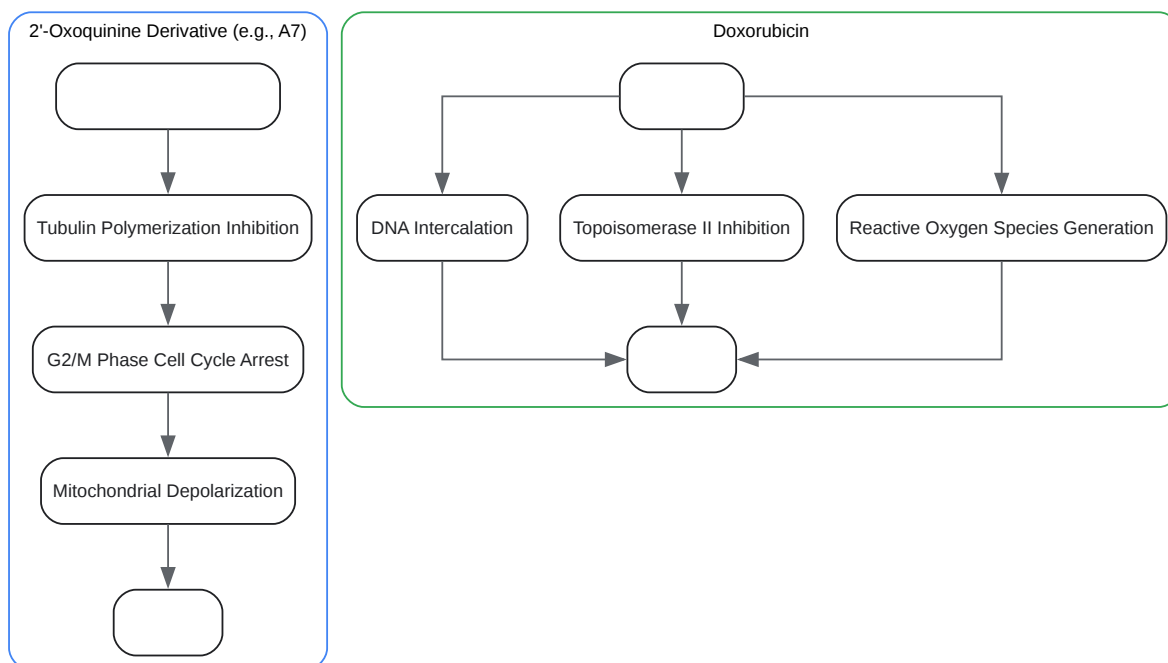 2'-Oxoquinine Derivative (e.g., A7)
Tubulin Polymerization Inhibition
G2/M Phase Cell Cycle Arrest
Mitochondrial Depolarization
Doxorubicin
DNA Intercalation
Topoisomerase II Inhibition
Reactive Oxygen Species Generation